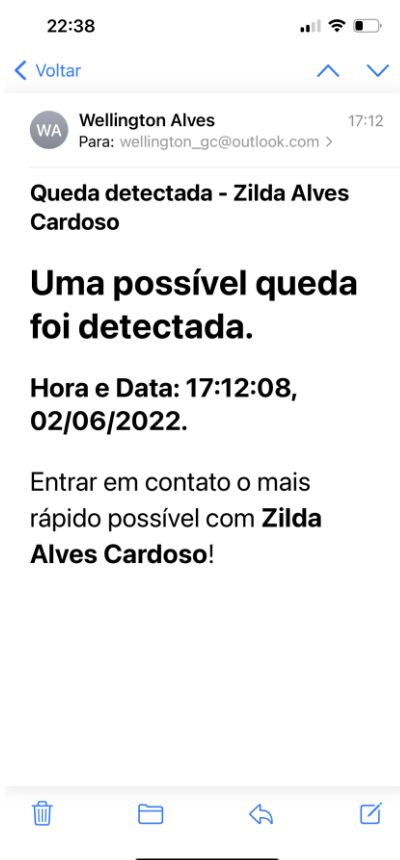 22:38
Voltar
WA
Wellington Alves
17:12
Para: wellington_gc@outlook.com
Queda detectada - Zilda Alves
Cardoso
Uma possível queda
foi detectada.
Hora e Data: 17:12:08,
02/06/2022.
Entrar em contato o mais
rápido possível com Zilda
Alves Cardoso!